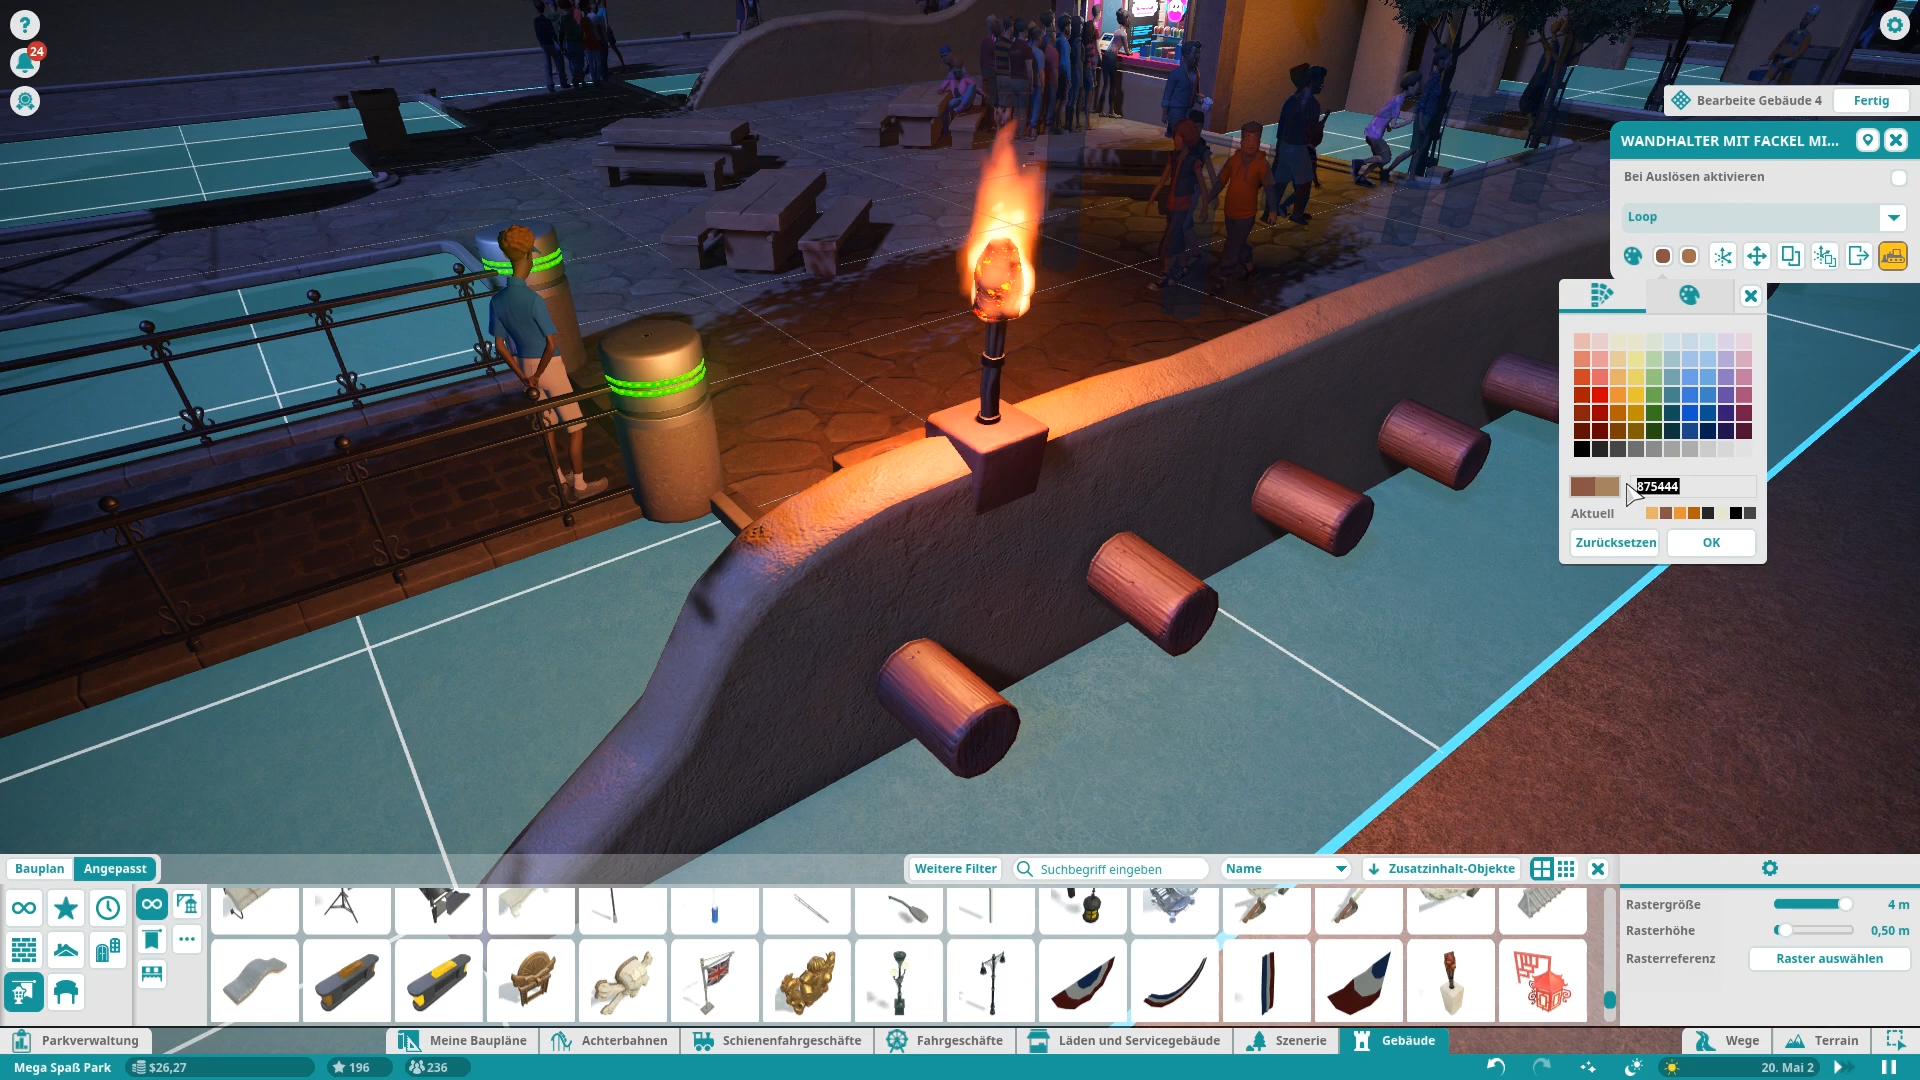 ?
24
Bearbeite Gebäude 4
Fertig
WANDHALTER MIT FACKEL MI...
Bei Auslösen aktivieren
Loop
875444
Aktuell
Zurücksetzen
OK
Bauplan
Angepasst
Weitere Filter
Suchbegriff eingeben
Name
Zusatzinhalt-Objekte
Rastergröße
4 m
Rasterhöhe
0,50 m
Rasterreferenz
Raster auswählen
Parkverwaltung
Meine Baupläne
Achterbahnen
Schienenfahrgeschäfte
Fahrgeschäfte
Läden und Servicegebäude
Szenerie
Gebäude
Wege
Terrain
Mega Spaß Park
$26,27
196
236
20. Mai 2